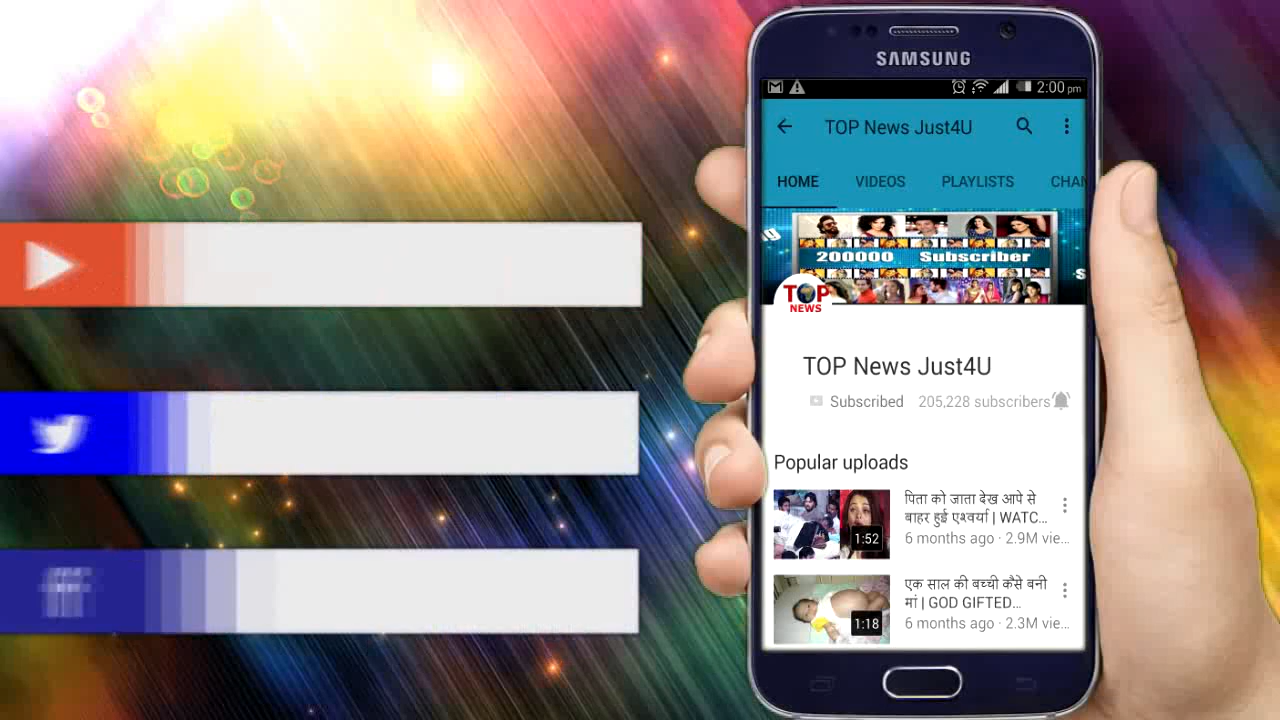 SAMSUNG
2:00 pm
TOP News Just4U
HOME VIDEOS PLAYLISTS CHAN
200000 Subscriber
TOP
NEWS
TOP News Just4U
Subscribed 205,228 subscribers
Popular uploads
पिता को जाता देख आपे से
बाहर हुई एश्वर्या | WATC...
1:52
6 months ago · 2.9M vie...
एक साल की बच्ची कैसे बनी
मां | GOD GIFTED...
1:18
6 months ago · 2.3M vie...